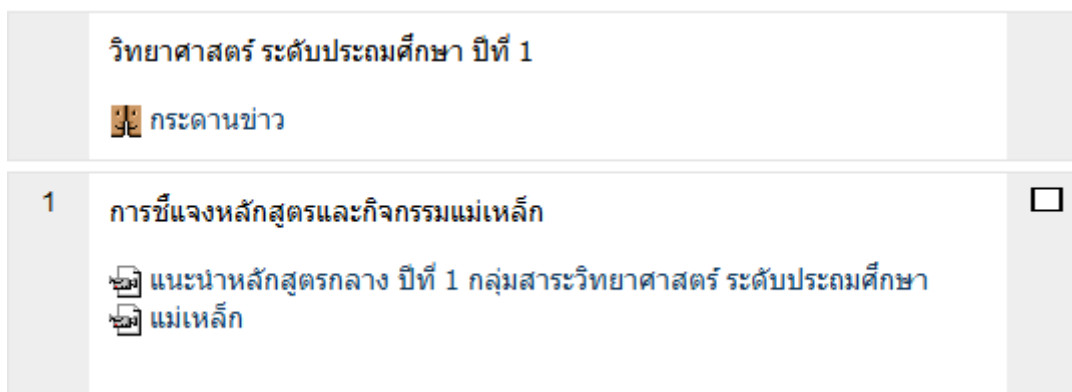 วิทยาศาสตร์ ระดับประถมศึกษา ปีที่ 1
กระดานข่าว
1 การชี้แจงหลักสูตรและกิจกรรมแม่เหล็ก
แนะนำหลักสูตรกลาง ปีที่ 1 กลุ่มสาระวิทยาศาสตร์ ระดับประถมศึกษา
แม่เหล็ก